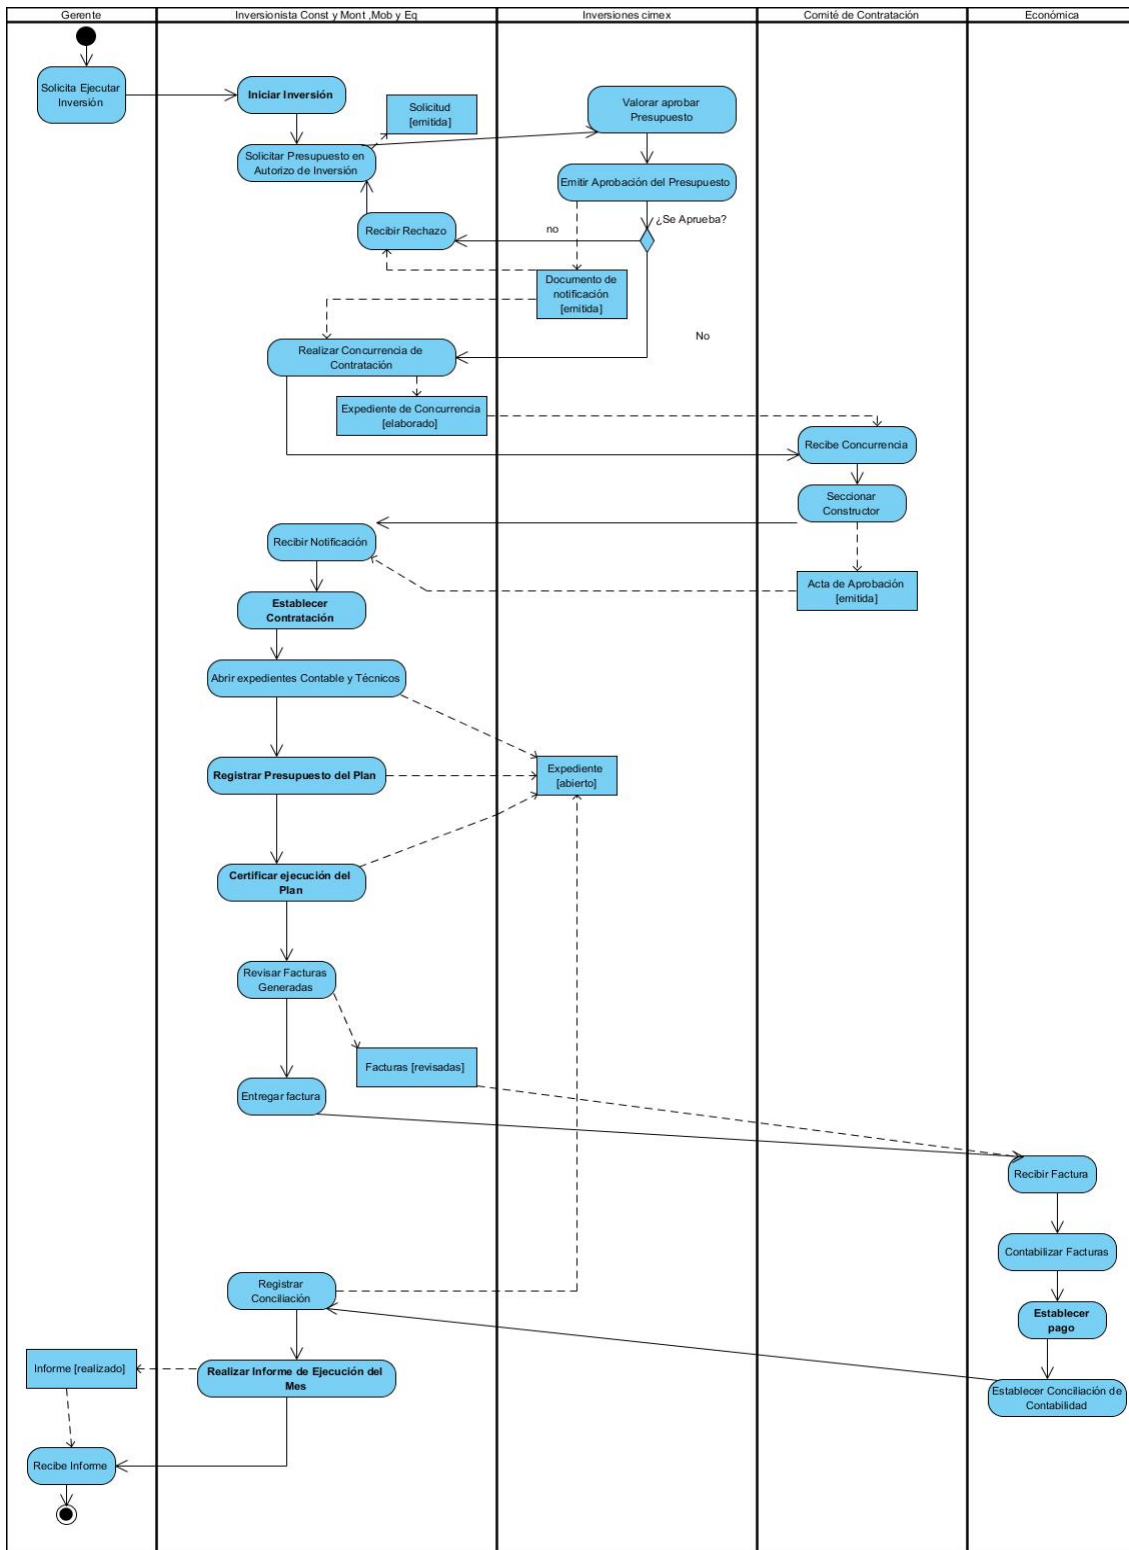 Gerente
Inversionista Const y Mont ,Mob y Eq
Inversiones cimex
Comité de Contratación
Económica
Solicita Ejecutar
Inversión
Iniciar Inversión
Solicitud
[emitida]
Valorar aprobar
Presupuesto
Solicitar Presupuesto en
Autorizo de Inversión
Emitir Aprobación del Presupuesto
¿Se Aprueba?
Recibir Rechazo
no
Documento de
notificación
[emitida]
No
Realizar Concurrencia de
Contratación
Expediente de Concurrencia
[elaborado]
Recibe Concurrencia
Seccionar
Constructor
Recibir Notificación
Acta de Aprobación
[emitida]
Establecer
Contratación
Abrir expedientes Contable y Técnicos
Registrar Presupuesto del Plan
Expediente
[abierto]
Certificar ejecución del
Plan
Revisar Facturas
Generadas
Facturas [revisadas]
Entregar factura
Recibir Factura
Contabilizar Facturas
Registrar
Conciliación
Establecer
pago
Informe [realizado]
Realizar Informe de Ejecución del
Mes
Establecer Conciliación de
Contabilidad
Recibe Informe